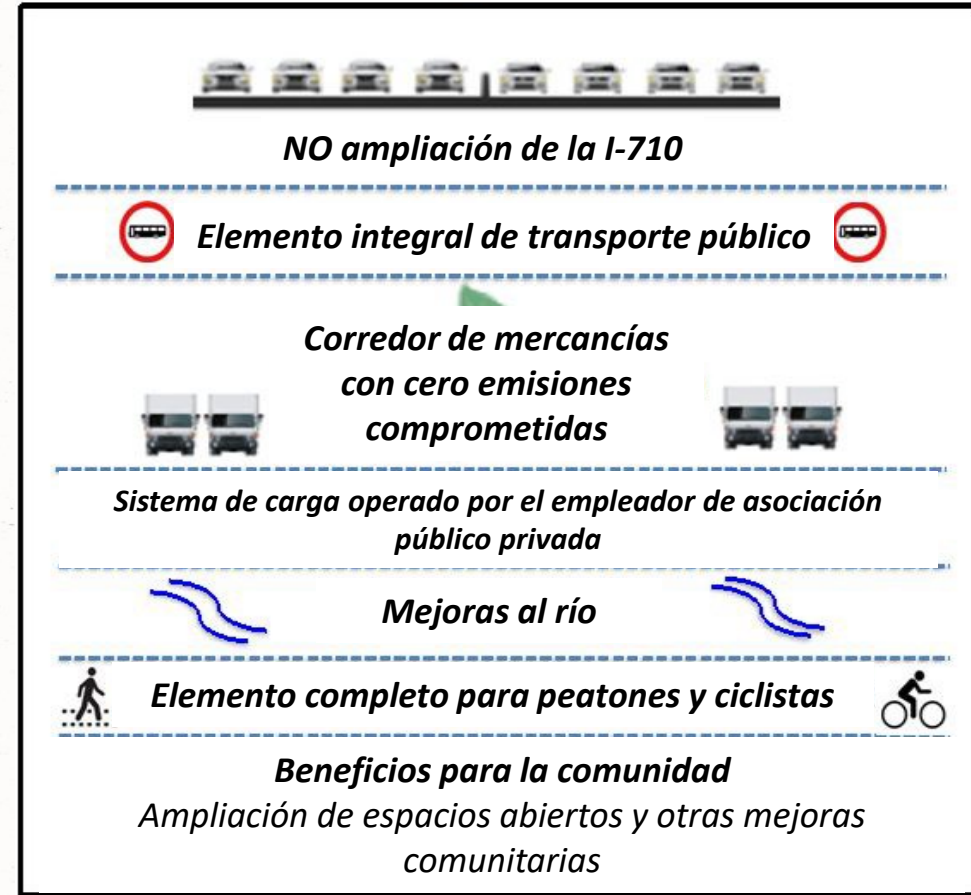 NO ampliación de la I-710
Elemento integral de transporte público
Corredor de mercancías
con cero emisiones
comprometidas
Sistema de carga operado por el empleador de asociación
público privada
Mejoras al río
Elemento completo para peatones y ciclistas
Beneficios para la comunidad
Ampliación de espacios abiertos y otras mejoras
comunitarias